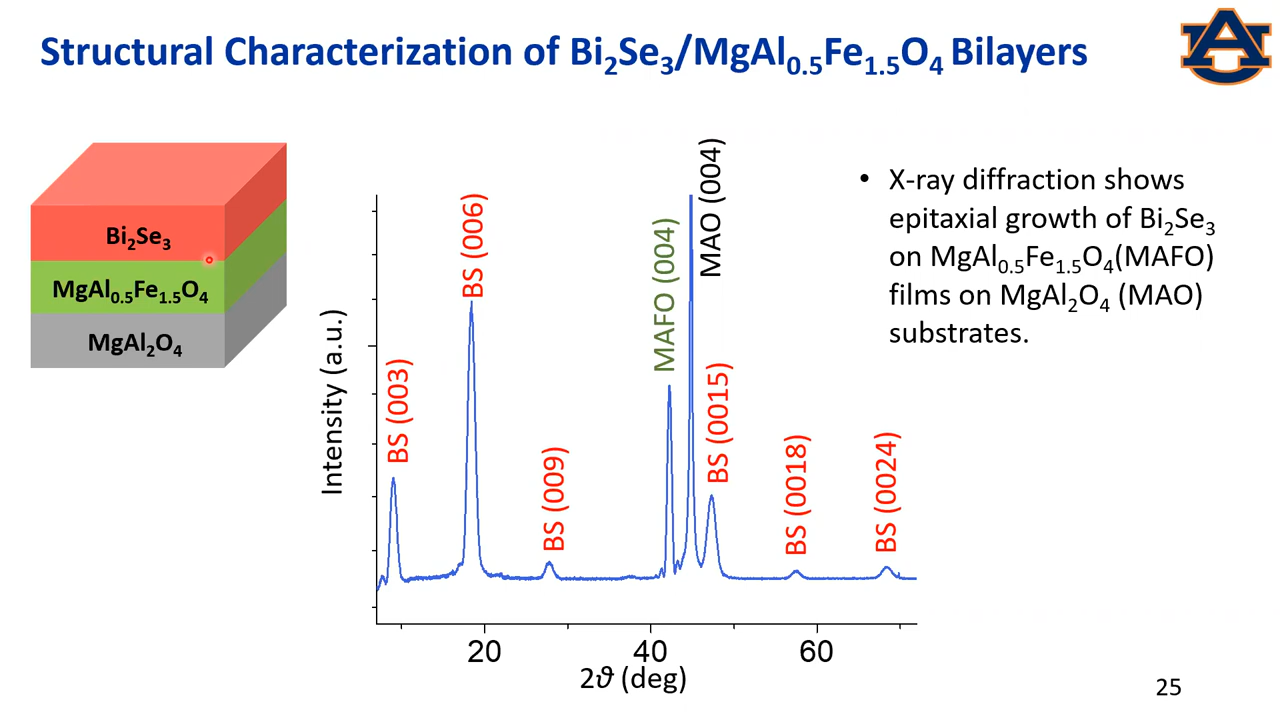 Structural Characterization of Bi₂Se₃/MgAl₀.₅Fe₁.₅O₄ Bilayers
AU
Bi₂Se₃
MgAl₀.₅Fe₁.₅O₄
MgAl₂O₄
Intensity (a.u.)
BS (003)
BS (006)
BS (009)
MAFO (004)
MAO (004)
BS (0015)
BS (0018)
BS (0024)
20
40
60
2ϑ (deg)
• X-ray diffraction shows
epitaxial growth of Bi₂Se₃
on MgAl₀.₅Fe₁.₅O₄(MAFO)
films on MgAl₂O₄ (MAO)
substrates.
25